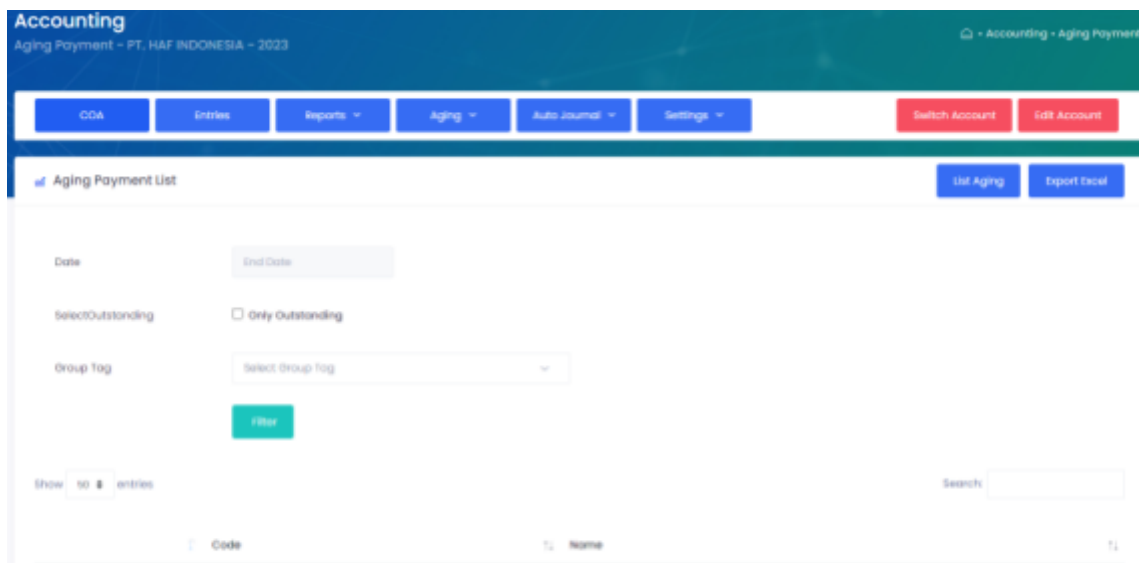 Accounting
Aging Payment - PT. HAF INDONESIA - 2023
• Accounting • Aging Payment
COA Entries Reports Aging Auto Journal Settings Switch Account Edit Account
Aging Payment List List Aging Export Excel
Date End Date
SelectOutstanding Only Outstanding
Group Tag Select Group Tag
Filter
Show 50 entries Search:
Code Name